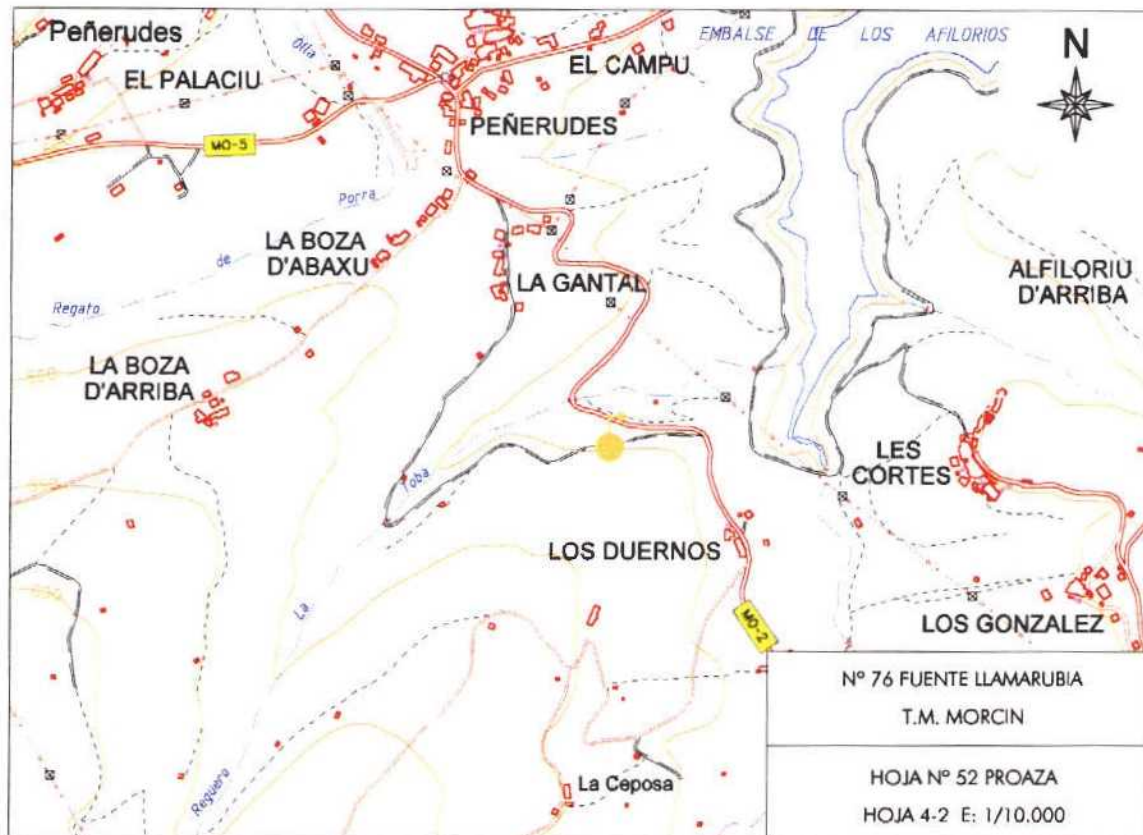 Peñerudes
EL PALACIU
Olla
EL CAMPU
EMBALSE DE LOS AFILORIOS
N
PEÑERUDES
MO-5
Regato de Porra
LA BOZA
D'ABAXU
LA GANTAL
ALFILORIU
D'ARRIBA
LA BOZA
D'ARRIBA
LES
CORTES
LOS DUERNOS
Reguero La Toba
MO-2
LOS GONZALEZ
La Ceposa
Nº 76 FUENTE LLAMARUBIA
T.M. MORCIN
HOJA Nº 52 PROAZA
HOJA 4-2 E: 1/10.000